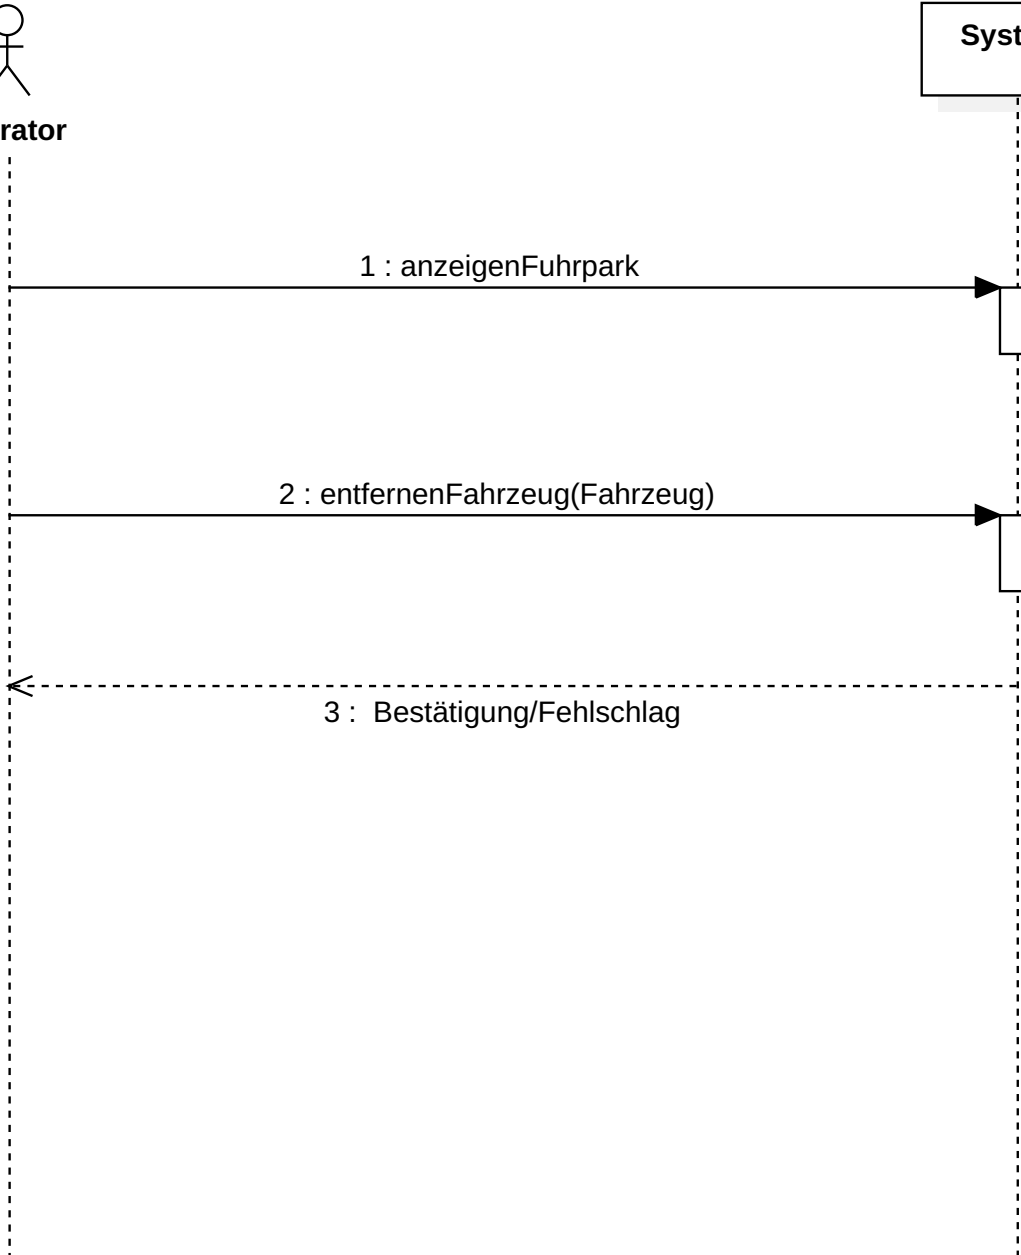 Syst
rator
1 : anzeigenFuhrpark
2 : entfernenFahrzeug(Fahrzeug)
3 :  Bestätigung/Fehlschlag